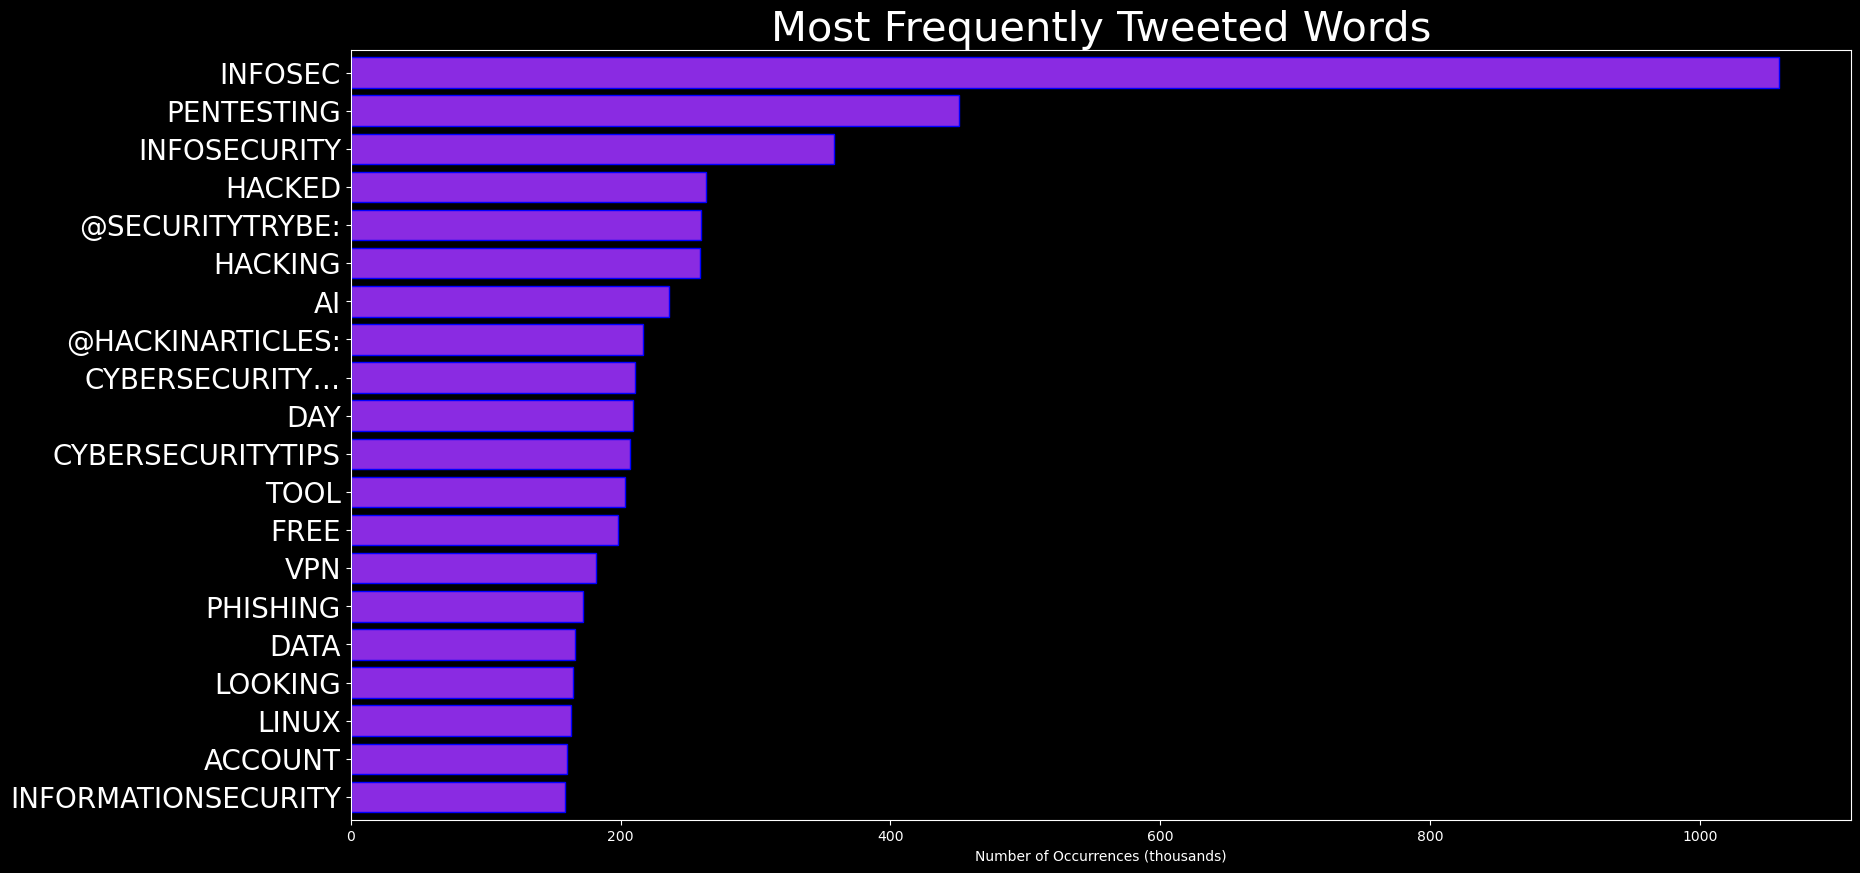 Most Frequently Tweeted Words
INFOSEC
PENTESTING
INFOSECURITY
HACKED
@SECURITYTRYBE:
HACKING
AI
@HACKINARTICLES:
CYBERSECURITY…
DAY
CYBERSECURITYTIPS
TOOL
FREE
VPN
PHISHING
DATA
LOOKING
LINUX
ACCOUNT
INFORMATIONSECURITY
0 200 400 600 800 1000
Number of Occurrences (thousands)